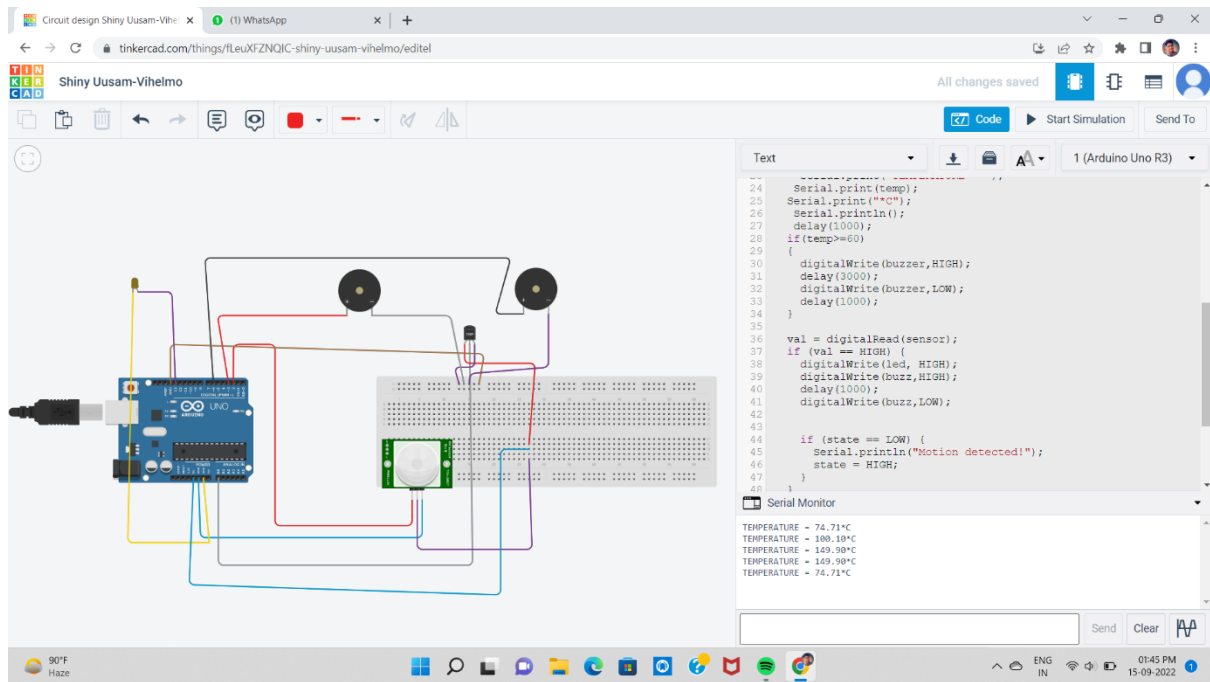 Circuit design Shiny Uusam-Vihel
(1) WhatsApp
tinkercad.com/things/fLeuXFZNQIC-shiny-uusam-vihelmo/editel
TIN
KER
CAD
Shiny Uusam-Vihelmo
All changes saved
Code
Start Simulation
Send To
Text
1 (Arduino Uno R3)
24 Serial.print(temp);
25 Serial.print("*C");
26 Serial.println();
27 delay(1000);
28 if(temp>=60)
29 {
30 digitalWrite(buzzer,HIGH);
31 delay(3000);
32 digitalWrite(buzzer,LOW);
33 delay(1000);
34 }
35
36 val = digitalRead(sensor);
37 if (val == HIGH) {
38 digitalWrite(led, HIGH);
39 digitalWrite(buzz,HIGH);
40 delay(1000);
41 digitalWrite(buzz,LOW);
42
43
44 if (state == LOW) {
45 Serial.println("Motion detected!");
46 state = HIGH;
47 }
48 }
UNO
ARDUINO
Serial Monitor
TEMPERATURE = 74.71*C
TEMPERATURE = 100.10*C
TEMPERATURE = 149.90*C
TEMPERATURE = 149.90*C
TEMPERATURE = 74.71*C
Send
Clear
90°F
Haze
ENG
IN
01:45 PM
15-09-2022
1